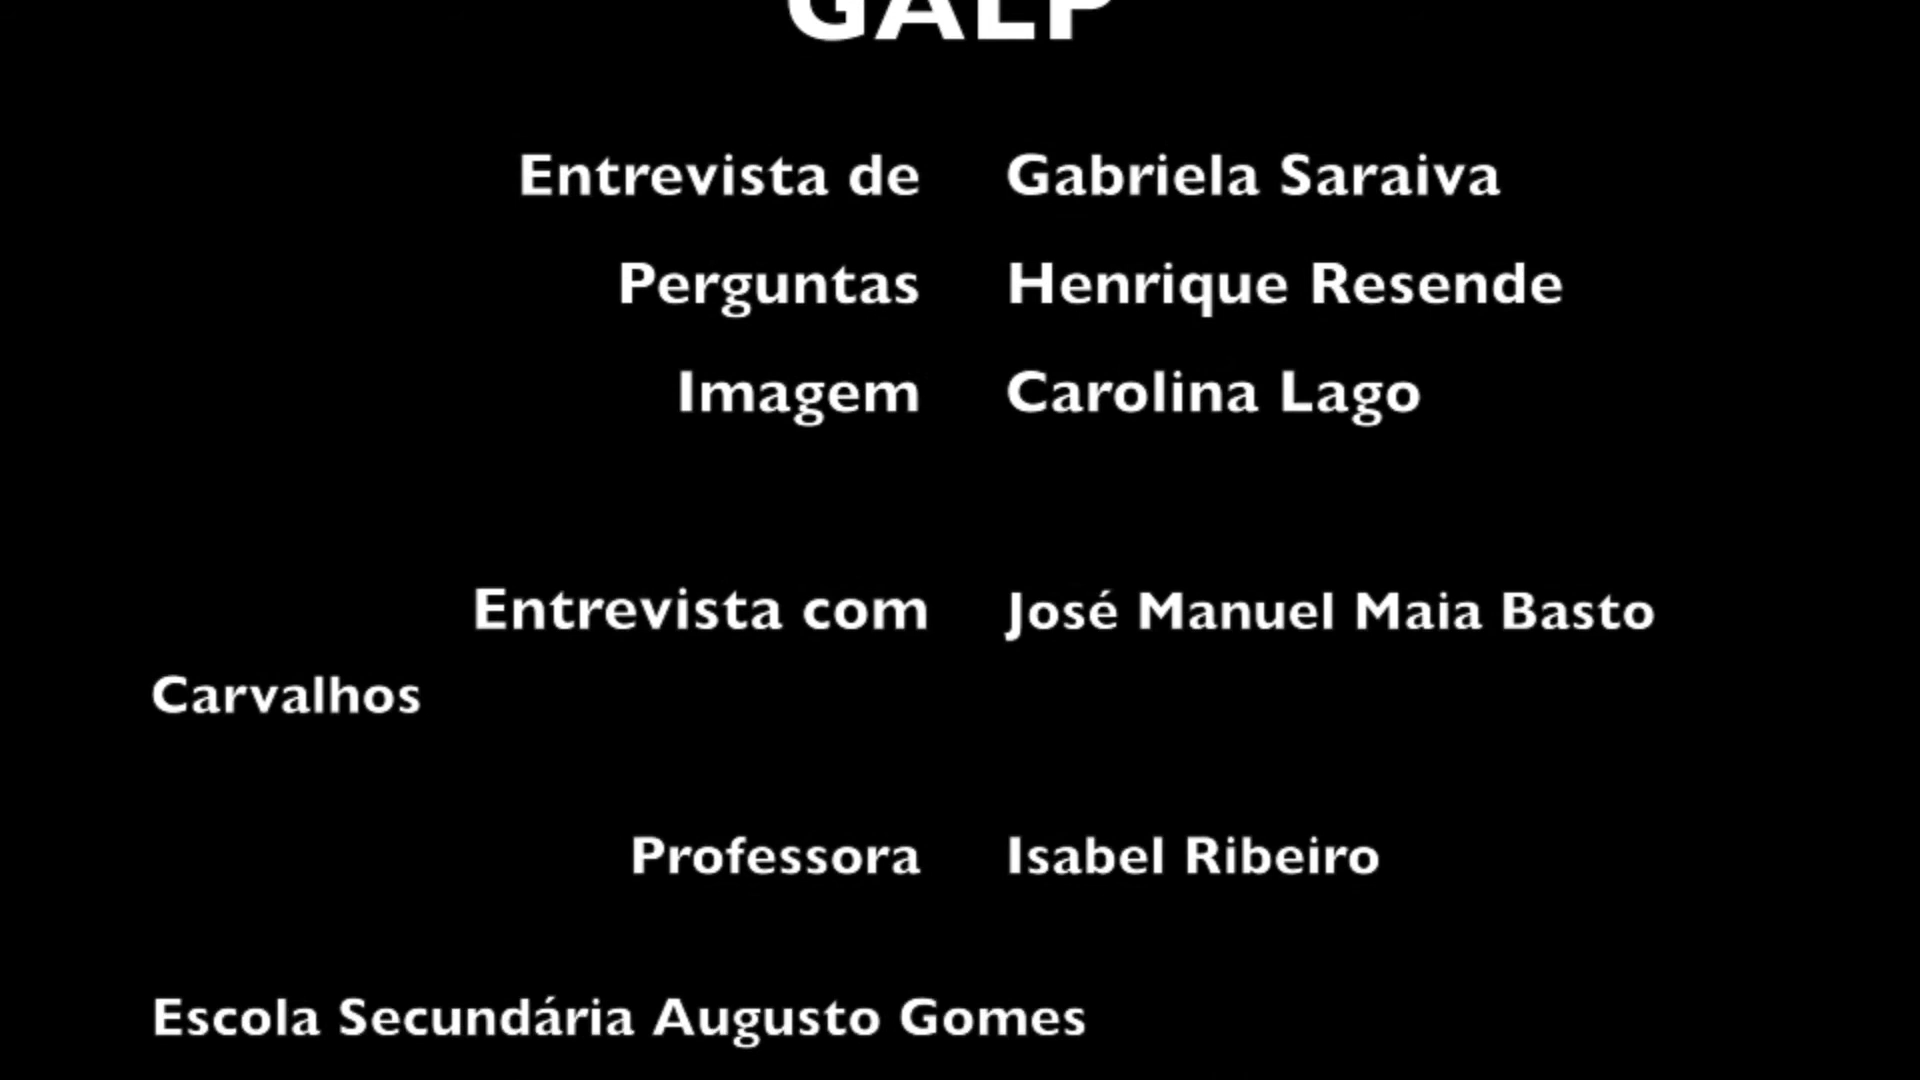 GALP
Entrevista de Gabriela Saraiva
Perguntas Henrique Resende
Imagem Carolina Lago
Entrevista com José Manuel Maia Basto
Carvalhos
Professora Isabel Ribeiro
Escola Secundária Augusto Gomes